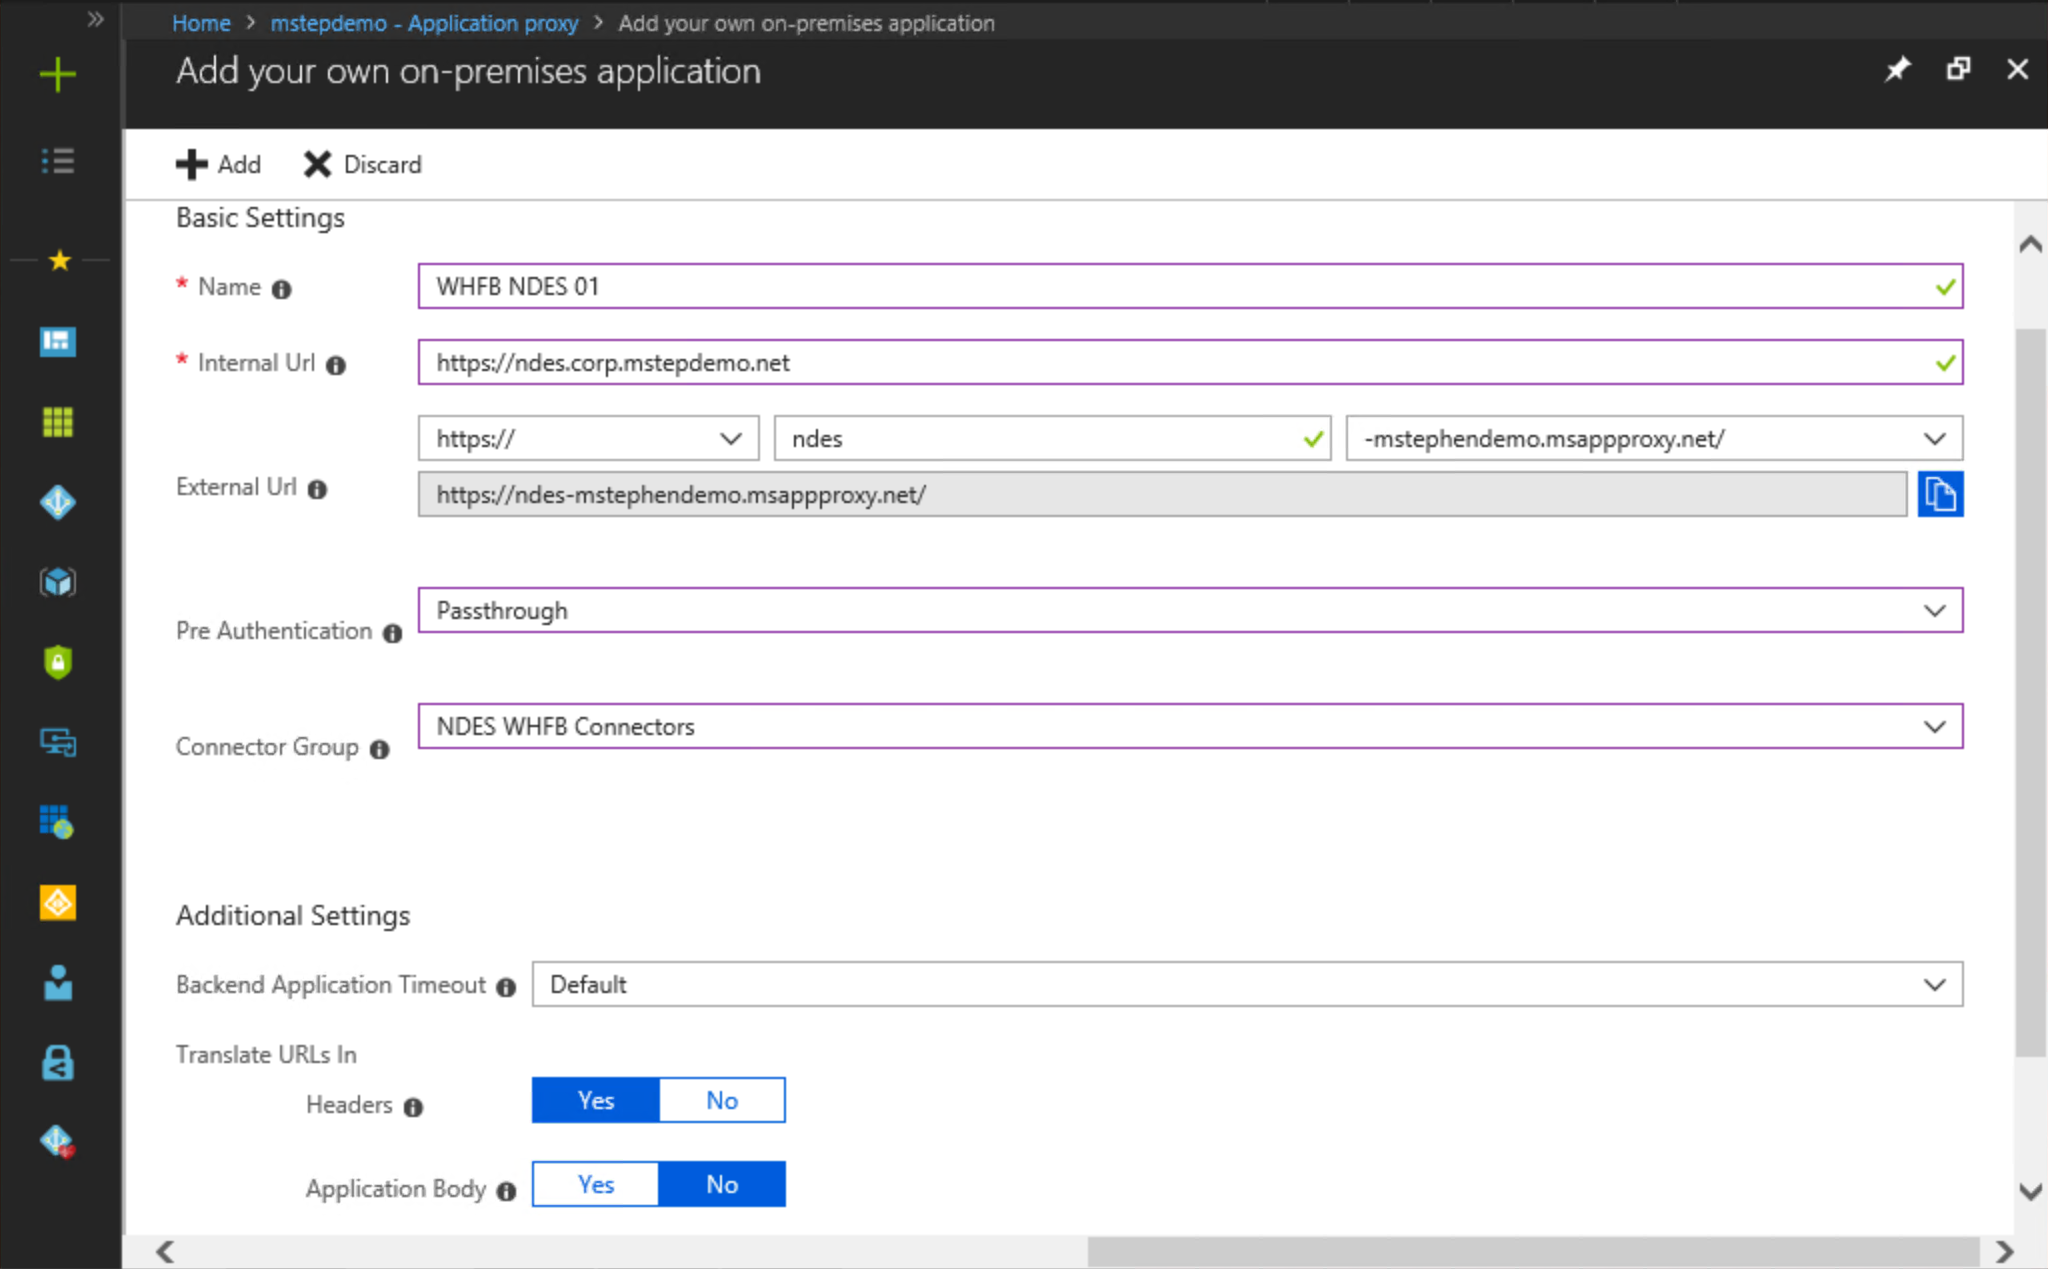 Home > mstepdemo - Application proxy > Add your own on-premises application
Add your own on-premises application
Add Discard
Basic Settings
* Name WHFB NDES 01
* Internal Url https://ndes.corp.mstepdemo.net
https:// ndes -mstephendemo.msappproxy.net/
External Url https://ndes-mstephendemo.msappproxy.net/
Pre Authentication Passthrough
Connector Group NDES WHFB Connectors
Additional Settings
Backend Application Timeout Default
Translate URLs In
Headers Yes No
Application Body Yes No